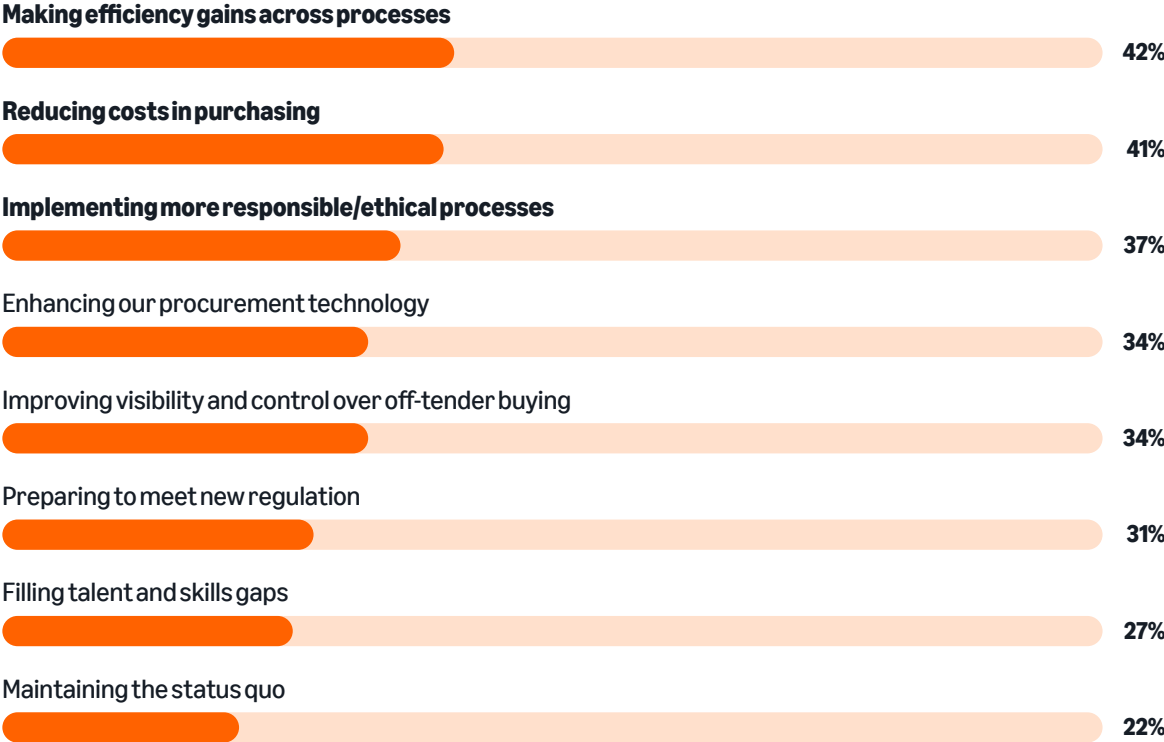 Making efficiency gains across processes
42%
Reducing costs in purchasing
41%
Implementing more responsible/ethical processes
37%
Enhancing our procurement technology
34%
Improving visibility and control over off-tender buying
34%
Preparing to meet new regulation
31%
Filling talent and skills gaps
27%
Maintaining the status quo
22%